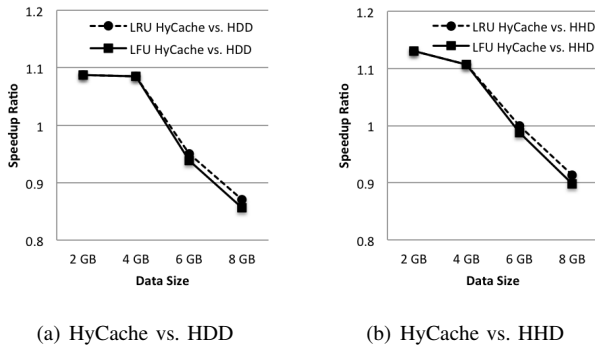 1.2
1.1
1
0.9
0.8
Speedup Ratio
LRU HyCache vs. HDD
LFU HyCache vs. HDD
2 GB 4 GB 6 GB 8 GB
Data Size
(a) HyCache vs. HDD
1.2
1.1
1
0.9
0.8
Speedup Ratio
LRU HyCache vs. HHD
LFU HyCache vs. HHD
2 GB 4 GB 6 GB 8 GB
Data Size
(b) HyCache vs. HHD